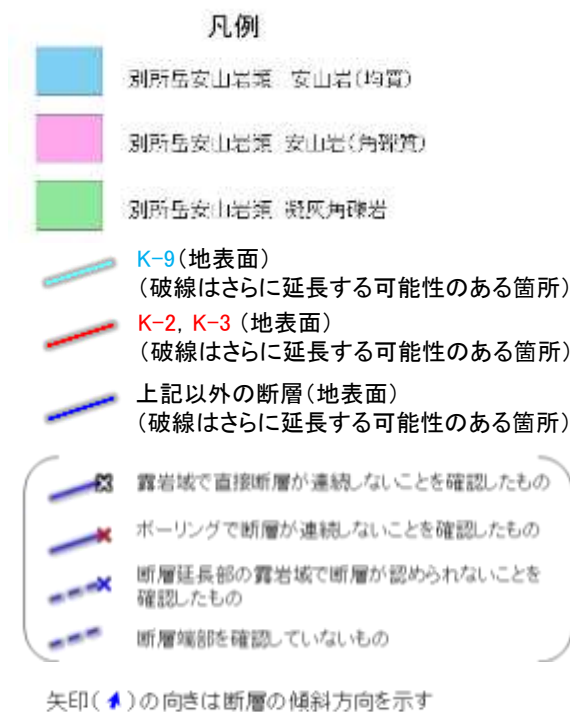 凡例
別所岳安山岩類 安山岩(均質)
別所岳安山岩類 安山岩(角礫質)
別所岳安山岩類 凝灰角礫岩
K-9(地表面)
(破線はさらに延長する可能性のある箇所)
K-2, K-3 (地表面)
(破線はさらに延長する可能性のある箇所)
上記以外の断層(地表面)
(破線はさらに延長する可能性のある箇所)
露岩域で直接断層が連続しないことを確認したもの
ボーリングで断層が連続しないことを確認したもの
断層延長部の露岩域で断層が認められないことを
確認したもの
断層端部を確認していないもの
矢印( )の向きは断層の傾斜方向を示す